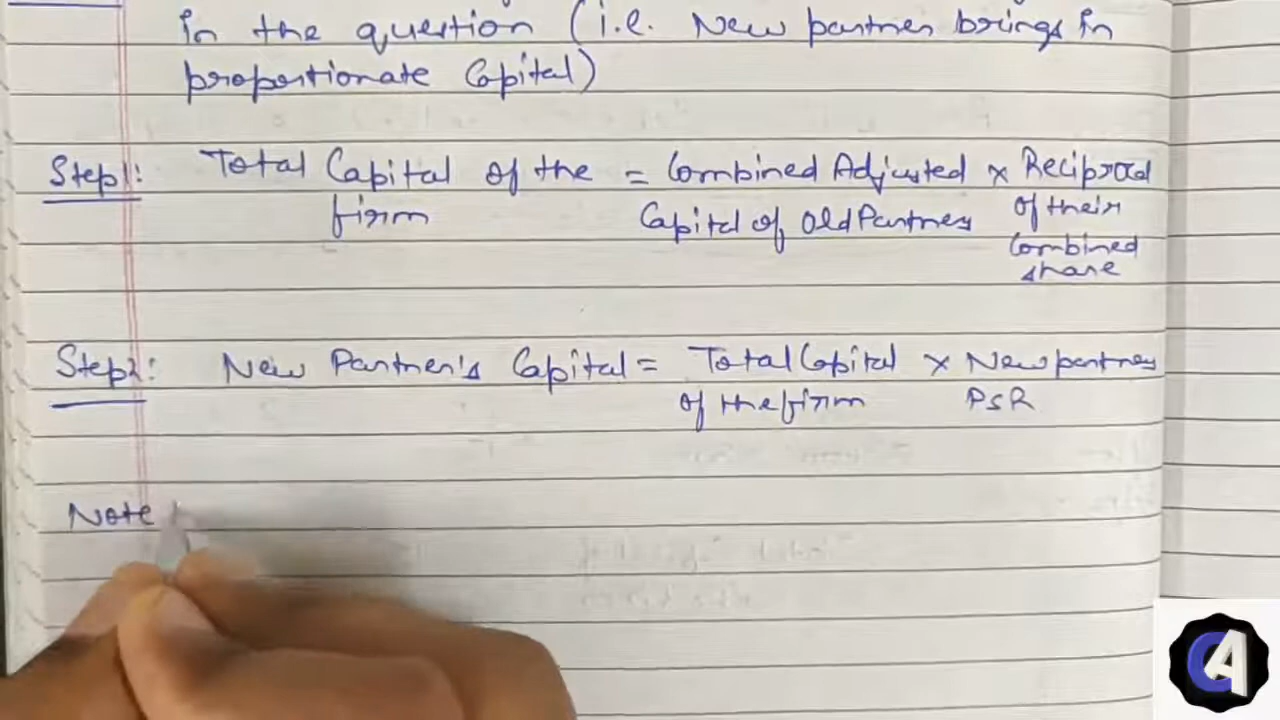 in the question (i.e. New partner brings in
proportionate Capital)
Step1: Total Capital of the = Combined Adjusted × Reciprocal
firm Capital of Old Partners of their
Combined
share
Step2: New Partner's Capital = Total Capital × New partners
of the firm PSR
Note
CA